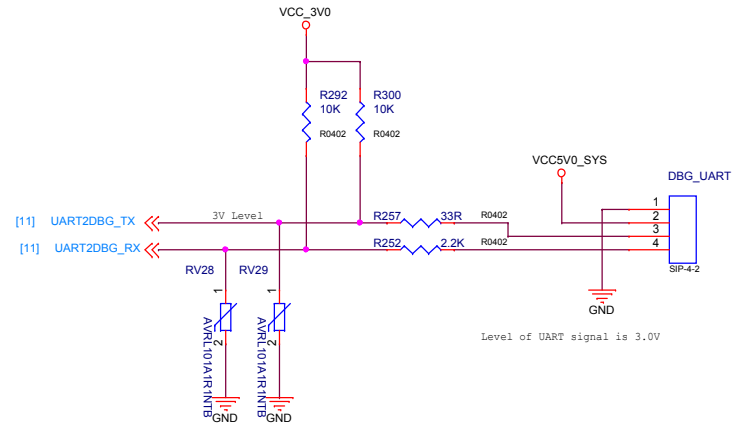 VCC_3V0
R292
10K
R0402
R300
10K
R0402
VCC5V0_SYS
DBG_UART
[11] UART2DBG_TX
3V Level
R257
33R
R0402
1
2
3
4
[11] UART2DBG_RX
R252
2.2K
R0402
SIP-4-2
RV28
RV29
1
1
2
2
AVRL101A1R1NTB
AVRL101A1R1NTB
GND
GND
GND
Level of UART signal is 3.0V